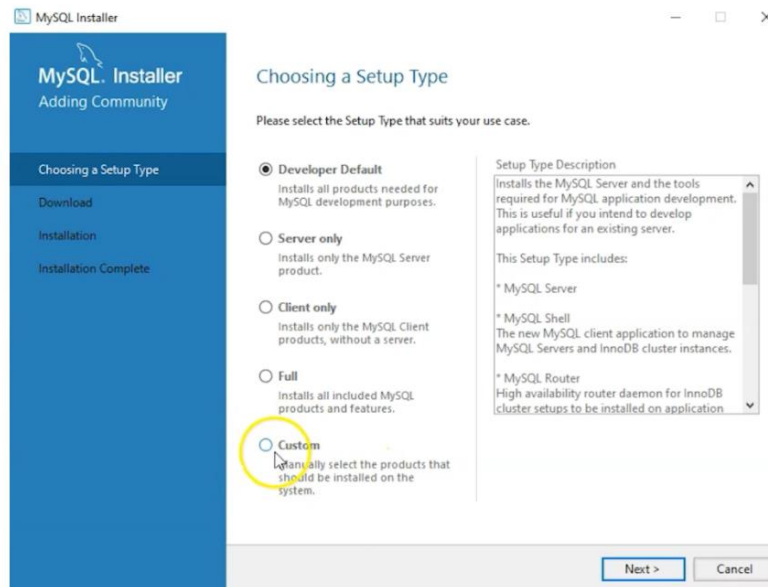 MySQL Installer
MySQL. Installer
Adding Community
Choosing a Setup Type
Download
Installation
Installation Complete
Choosing a Setup Type
Please select the Setup Type that suits your use case.
Developer Default
Installs all products needed for
MySQL development purposes.
Server only
Installs only the MySQL Server
product.
Client only
Installs only the MySQL Client
products, without a server.
Full
Installs all included MySQL
products and features.
Custom
Manually select the products that
should be installed on the
system.
Setup Type Description
Installs the MySQL Server and the tools
required for MySQL application development.
This is useful if you intend to develop
applications for an existing server.
This Setup Type includes:
* MySQL Server
* MySQL Shell
The new MySQL client application to manage
MySQL Servers and InnoDB cluster instances.
* MySQL Router
High availability router daemon for InnoDB
cluster setups to be installed on application
Next >
Cancel